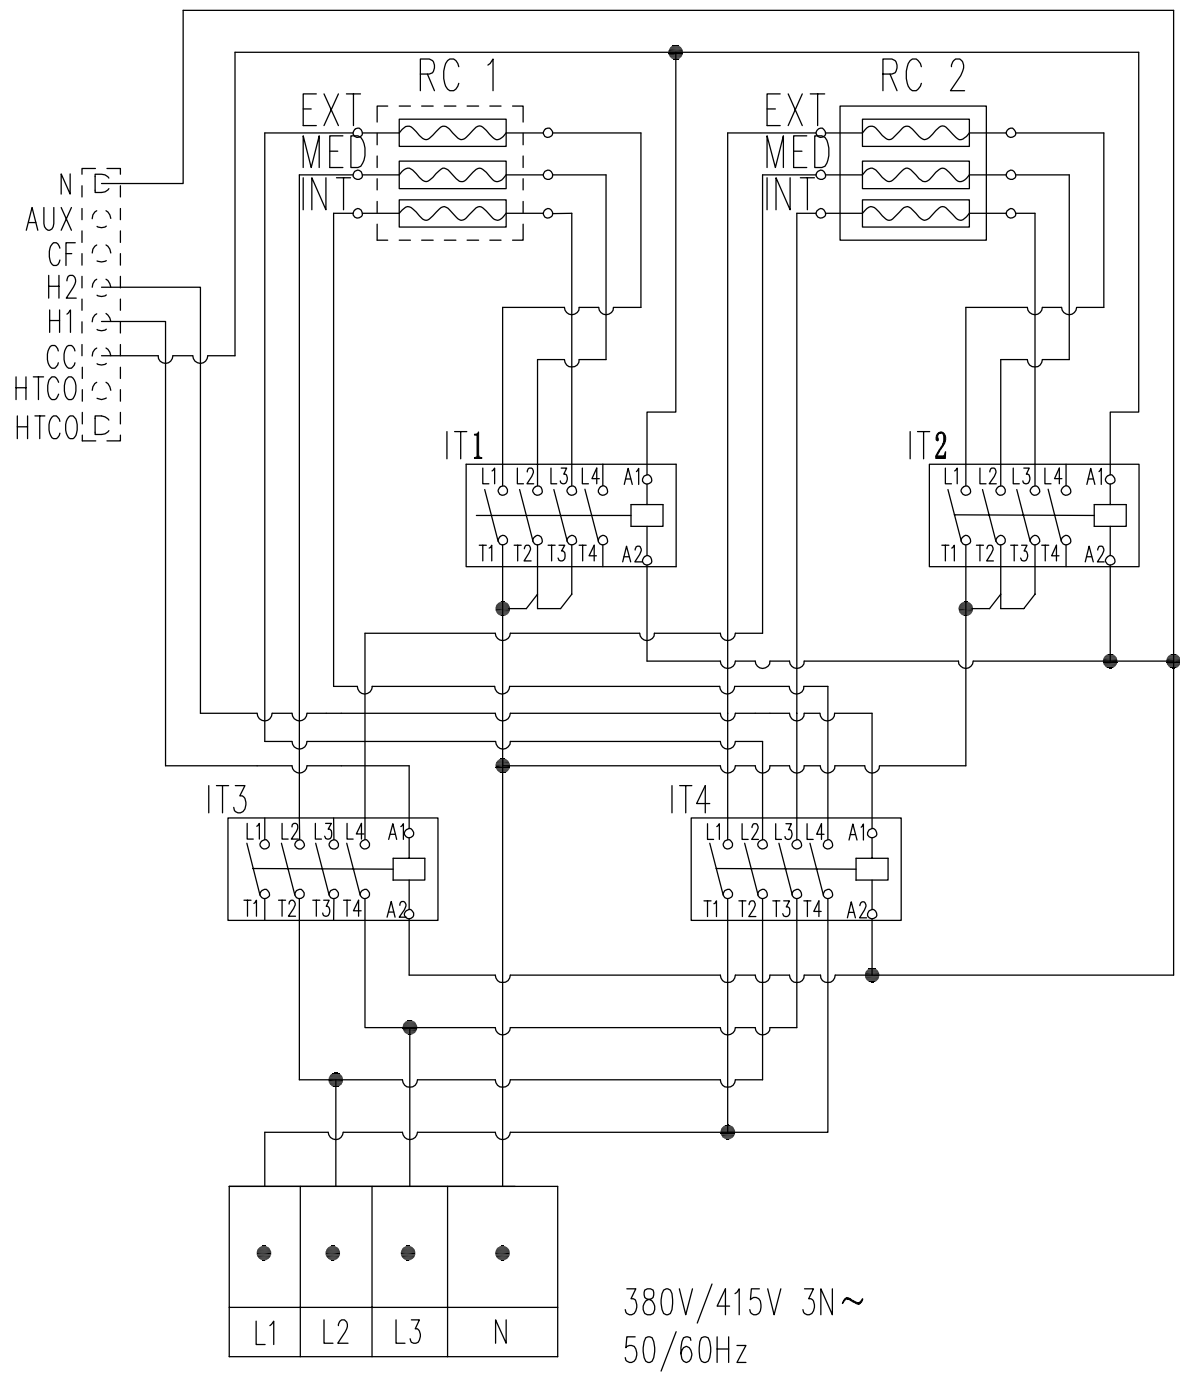 RC 1
RC 2
EXT
MED
INT
EXT
MED
INT
N
AUX
CF
H2
H1
CC
HTCO
HTCO
IT1
L1 L2 L3 L4 A1
T1 T2 T3 T4 A2
IT2
L1 L2 L3 L4 A1
T1 T2 T3 T4 A2
IT3
L1 L2 L3 L4 A1
T1 T2 T3 T4 A2
IT4
L1 L2 L3 L4 A1
T1 T2 T3 T4 A2
L1 L2 L3 N
380V/415V 3N~
50/60Hz